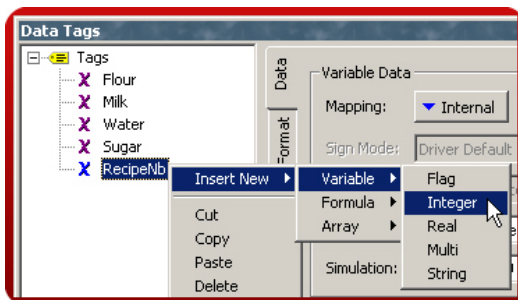 Data Tags
Tags
Flour
Milk
Water
Sugar
RecipeNb
Data
Format
Variable Data
Mapping:
Internal
Sign Mode:
Driver Default
Simulation:
Insert New
Cut
Copy
Paste
Delete
Variable
Formula
Array
Flag
Integer
Real
Multi
String